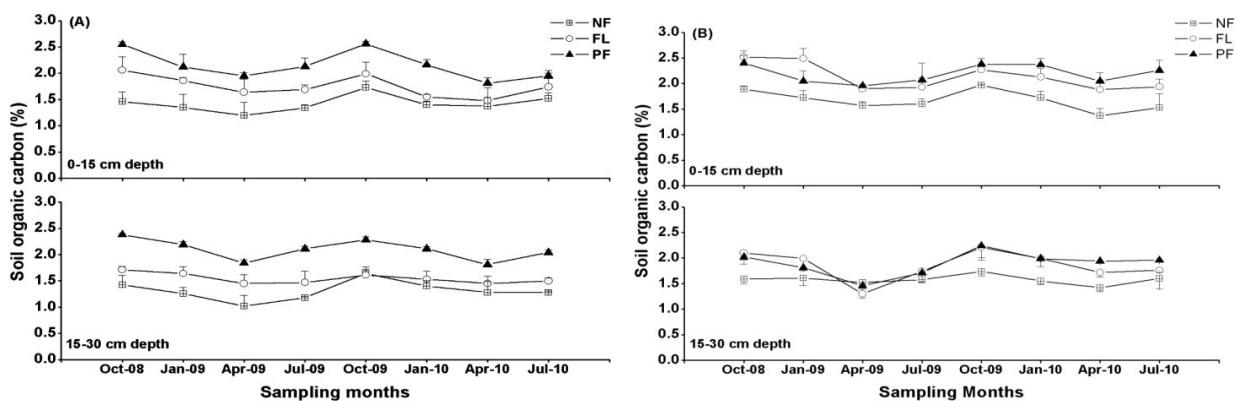 (A)
NF
FL
PF
3.0
2.5
2.0
1.5
1.0
0.5
0.0
0-15 cm depth
3.0
2.5
2.0
1.5
1.0
0.5
0.0
15-30 cm depth
Soil organic carbon (%)
Oct-08 Jan-09 Apr-09 Jul-09 Oct-09 Jan-10 Apr-10 Jul-10
Sampling months
(B)
NF
FL
PF
3.0
2.5
2.0
1.5
1.0
0.5
0.0
0-15 cm depth
3.0
2.5
2.0
1.5
1.0
0.5
0.0
15-30 cm depth
Soil organic carbon (%)
Oct-08 Jan-09 Apr-09 Jul-09 Oct-09 Jan-10 Apr-10 Jul-10
Sampling Months